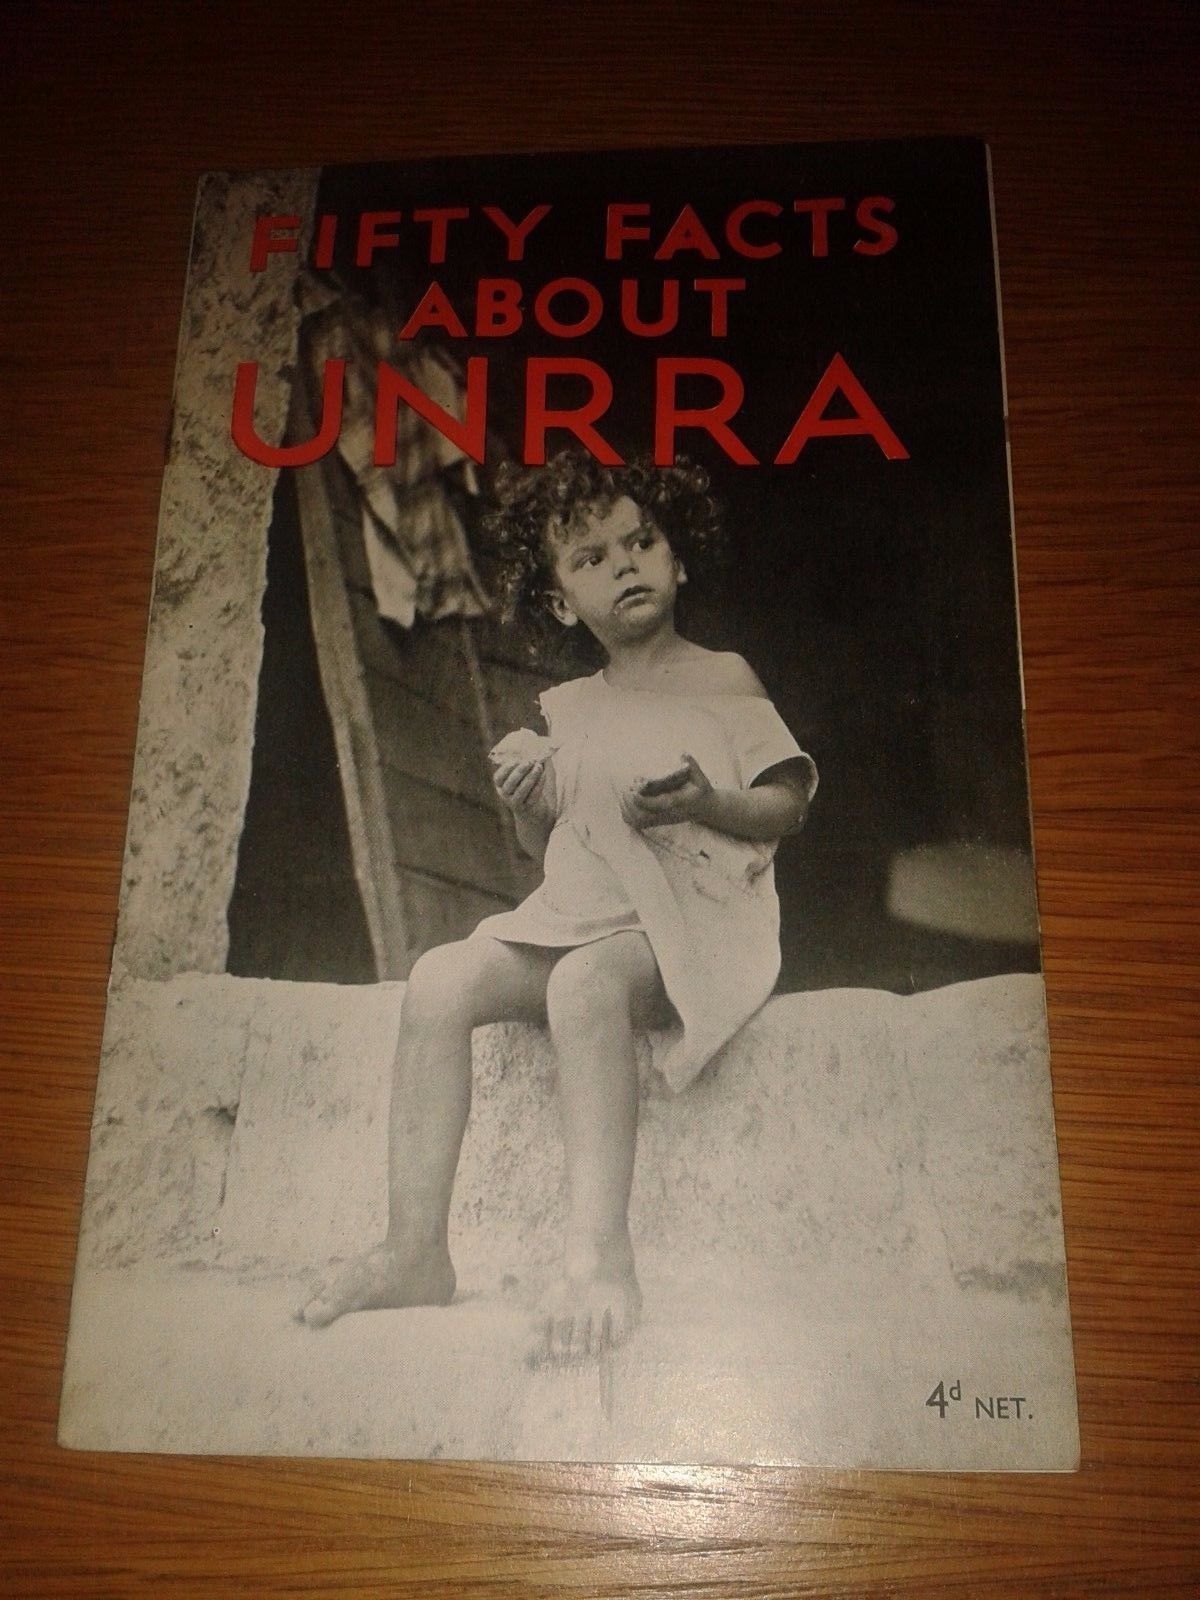 FIFTY FACTS
ABOUT
UNRRA
4d NET.